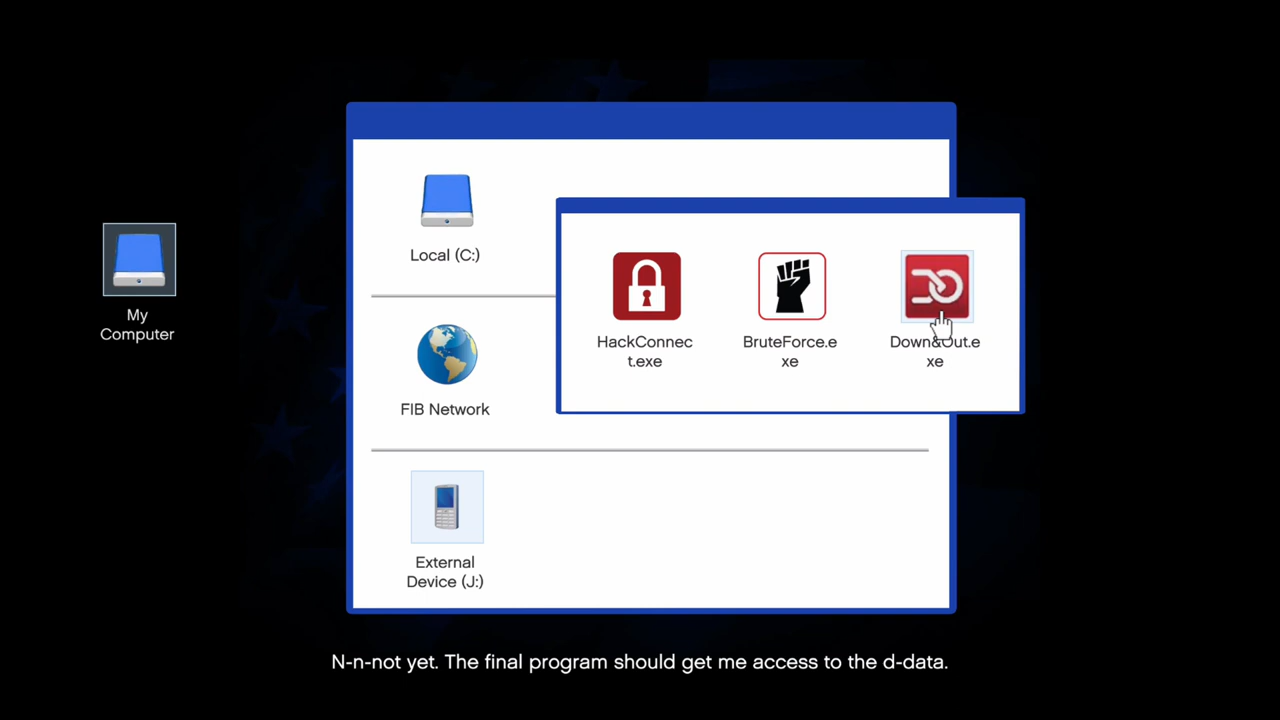 My
Computer
Local (C:)
FIB Network
External
Device (J:)
HackConnec
t.exe
BruteForce.e
xe
Down&Out.e
xe
N-n-not yet. The final program should get me access to the d-data.